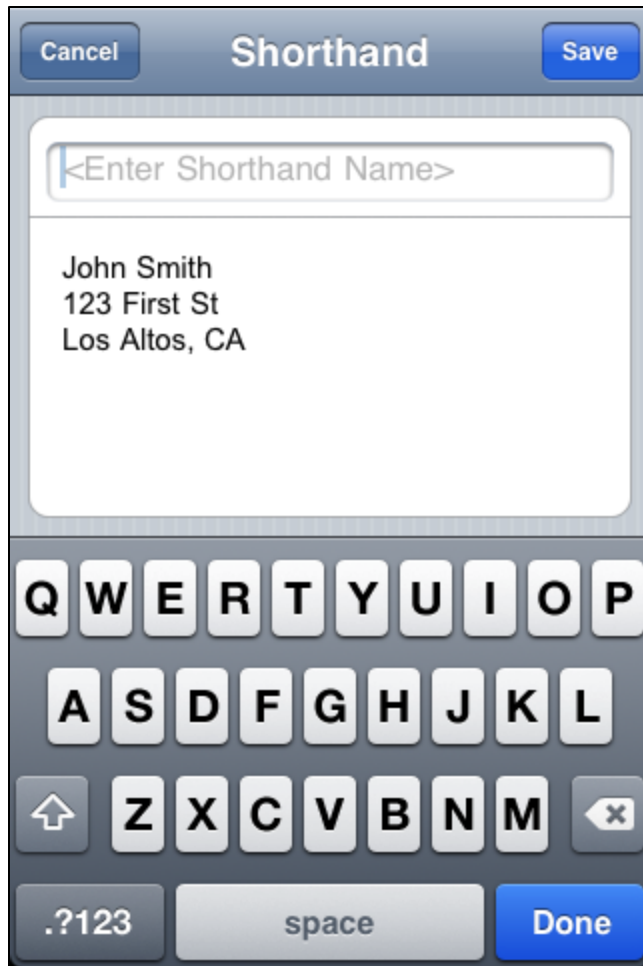 Cancel Shorthand Save
<Enter Shorthand Name>
John Smith
123 First St
Los Altos, CA
Q W E R T Y U I O P
A S D F G H J K L
Z X C V B N M
.?123 space Done